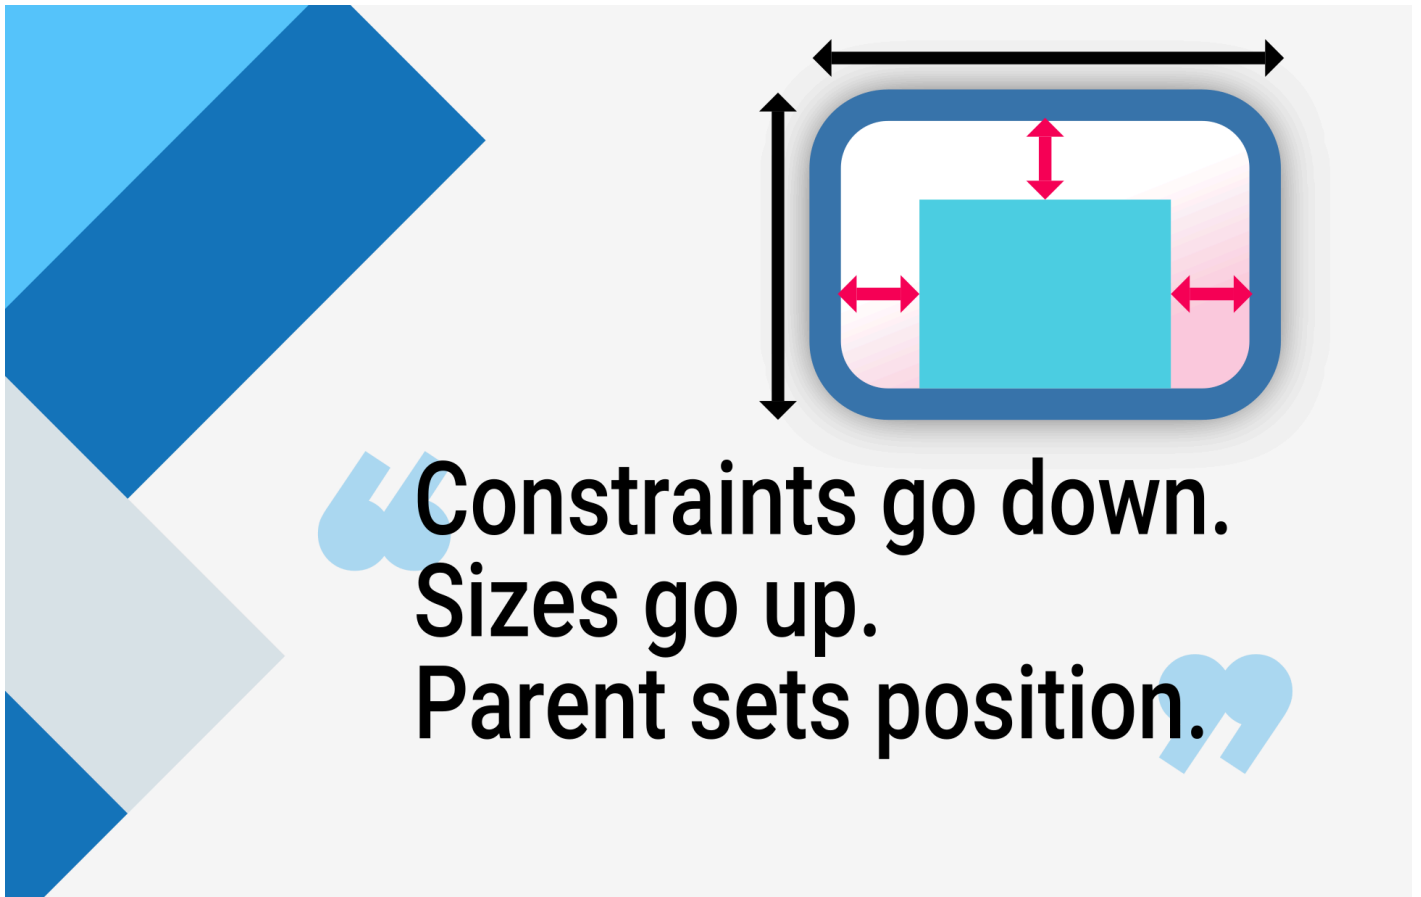 Constraints go down.
Sizes go up.
Parent sets position.